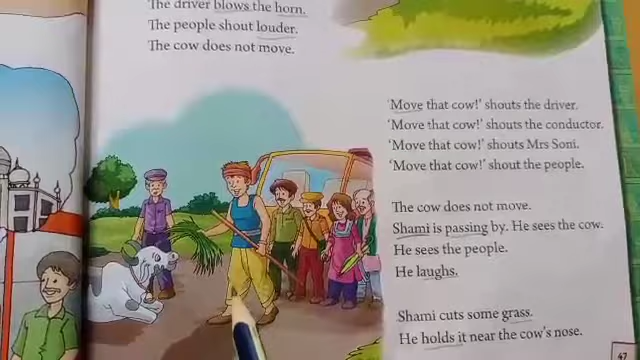 The driver blows the horn.
The people shout louder.
The cow does not move.
'Move that cow!' shouts the driver.
'Move that cow!' shouts the conductor.
'Move that cow!' shouts Mrs Soni.
'Move that cow!' shout the people.
The cow does not move.
Shami is passing by. He sees the cow.
He sees the people.
He laughs.
Shami cuts some grass.
He holds it near the cow's nose.
47